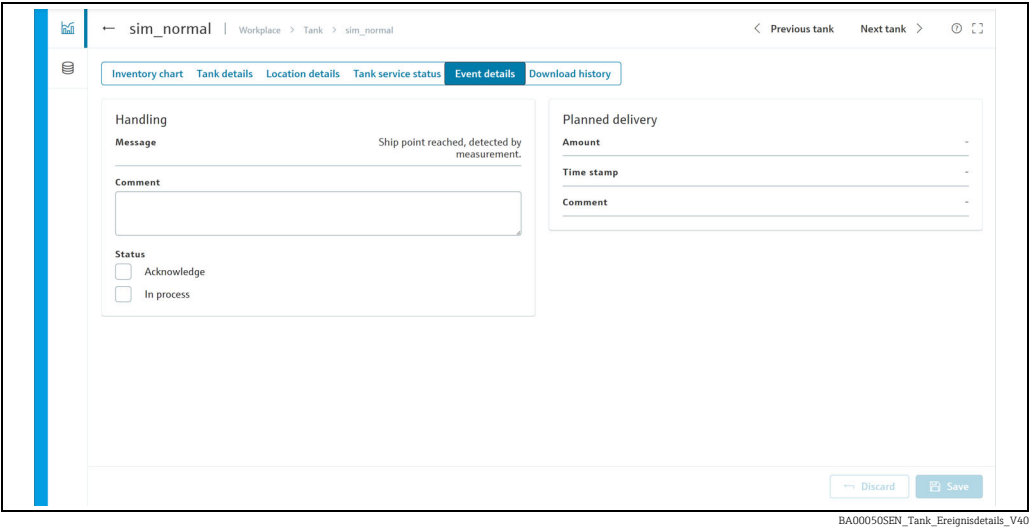 ← sim_normal | Workplace > Tank > sim_normal < Previous tank Next tank >
Inventory chart Tank details Location details Tank service status Event details Download history
Handling
Message Ship point reached, detected by
measurement.
Comment
Status
Acknowledge
In process
Planned delivery
Amount -
Time stamp -
Comment -
Discard Save
BA00050SEN_Tank_Ereignisdetails_V40